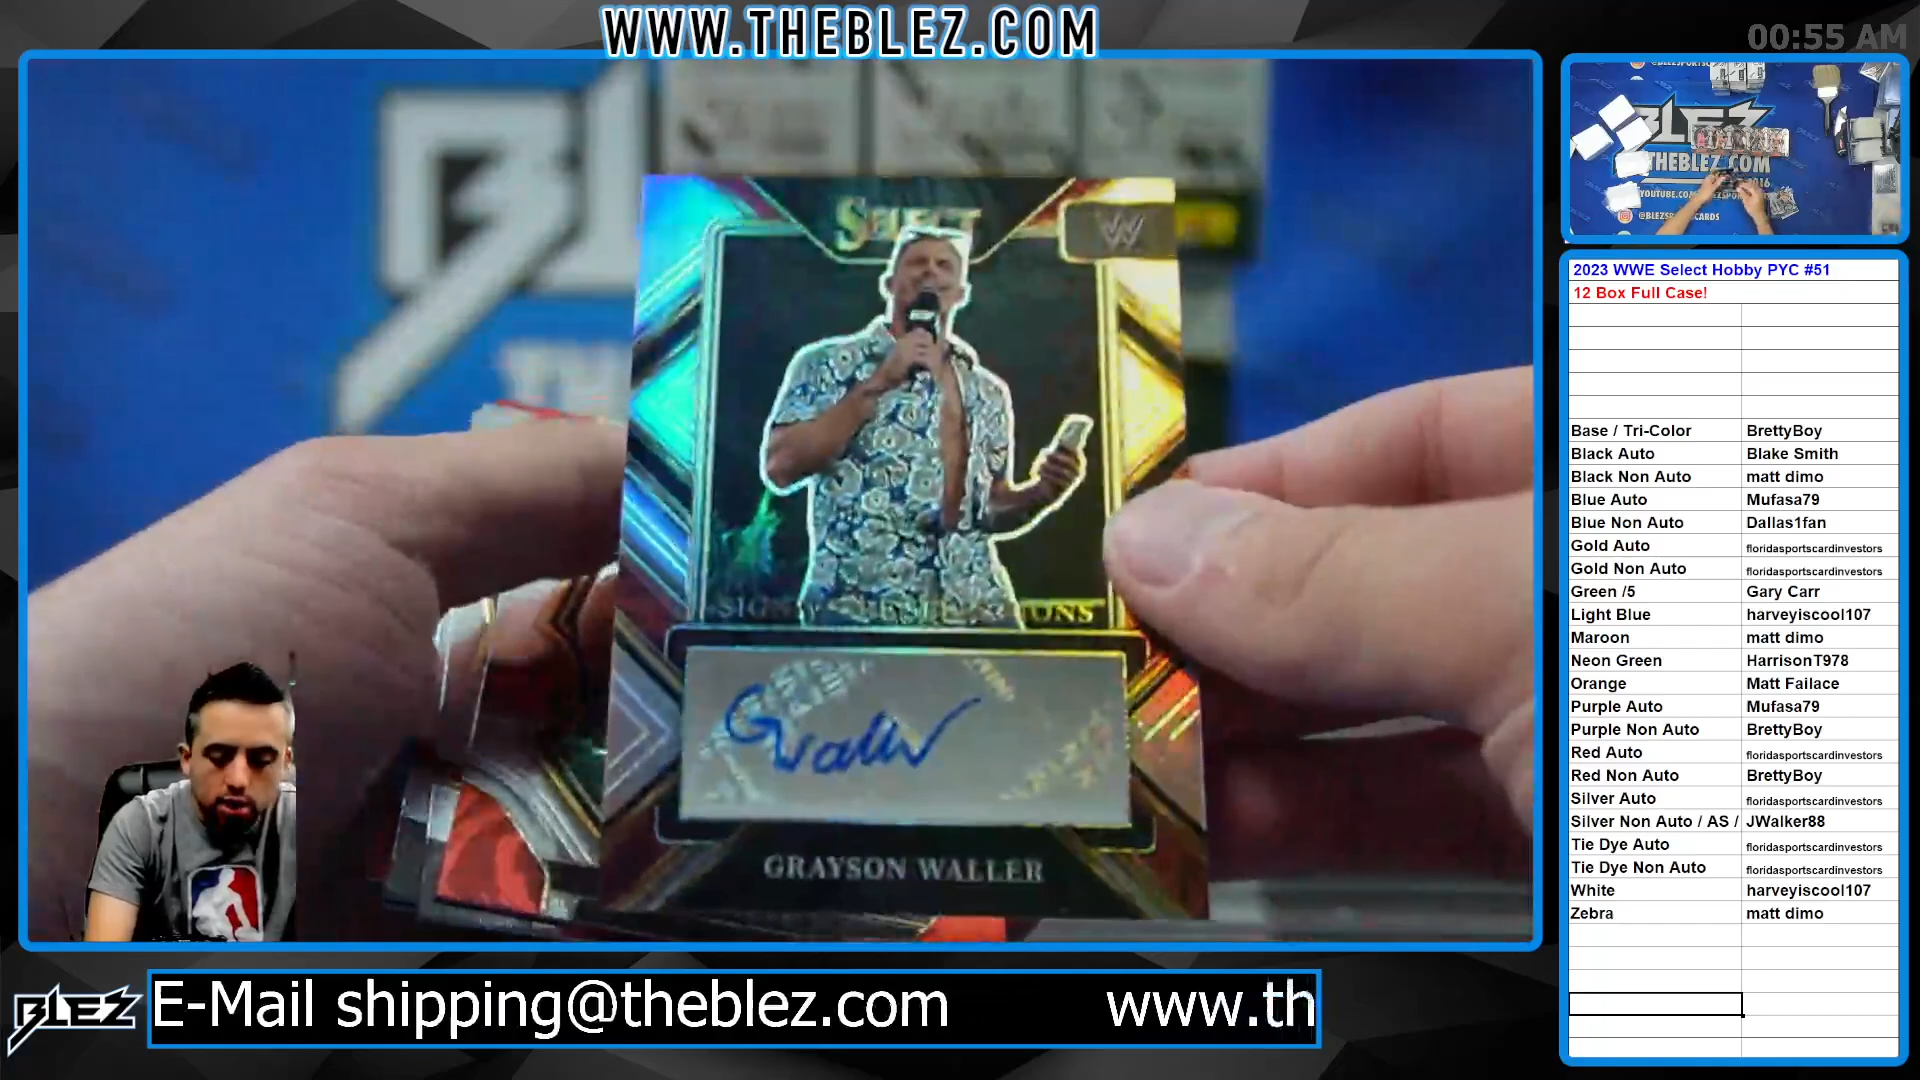 WWW.THEBLEZ.COM
00:55 AM
SELECT
W
GRAYSON WALLER
BLEZ
THEBLEZ.COM
2023 WWE Select Hobby PYC #51
12 Box Full Case!
Base / Tri-Color BrettyBoy
Black Auto Blake Smith
Black Non Auto matt dimo
Blue Auto Mufasa79
Blue Non Auto Dallas1fan
Gold Auto floridasportscardinvestors
Gold Non Auto floridasportscardinvestors
Green /5 Gary Carr
Light Blue harveyiscool107
Maroon matt dimo
Neon Green HarrisonT978
Orange Matt Failace
Purple Auto Mufasa79
Purple Non Auto BrettyBoy
Red Auto floridasportscardinvestors
Red Non Auto BrettyBoy
Silver Auto floridasportscardinvestors
Silver Non Auto / AS / JWalker88
Tie Dye Auto floridasportscardinvestors
Tie Dye Non Auto floridasportscardinvestors
White harveyiscool107
Zebra matt dimo
BLEZ
E-Mail shipping@theblez.com www.th